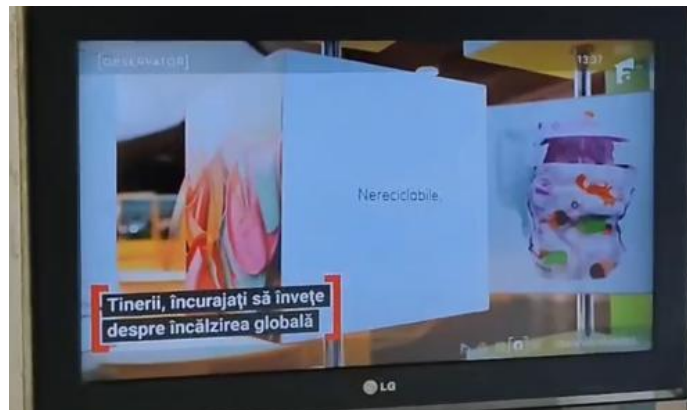 [OBSERVATOR]
13:37
Nereciclabile.
Tinerii, încurajați să învețe
despre încălzirea globală
LG